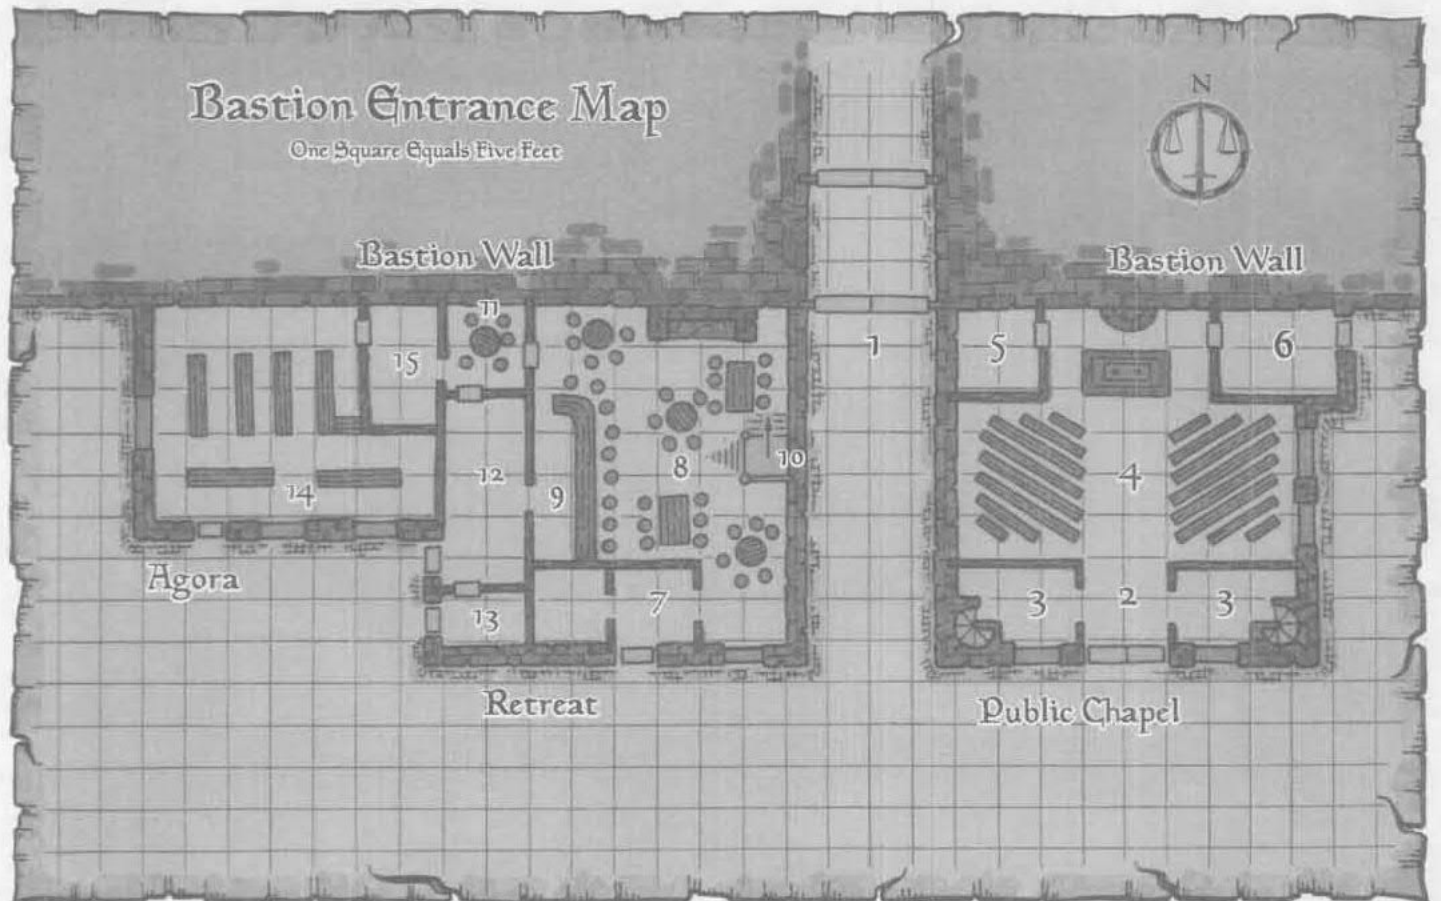 Bastion Entrance Map
One Square Equals Five Feet
N
Bastion Wall
Bastion Wall
11
1
5
6
15
8
10
12
9
14
4
Agora
13
7
3
2
3
Retreat
Public Chapel